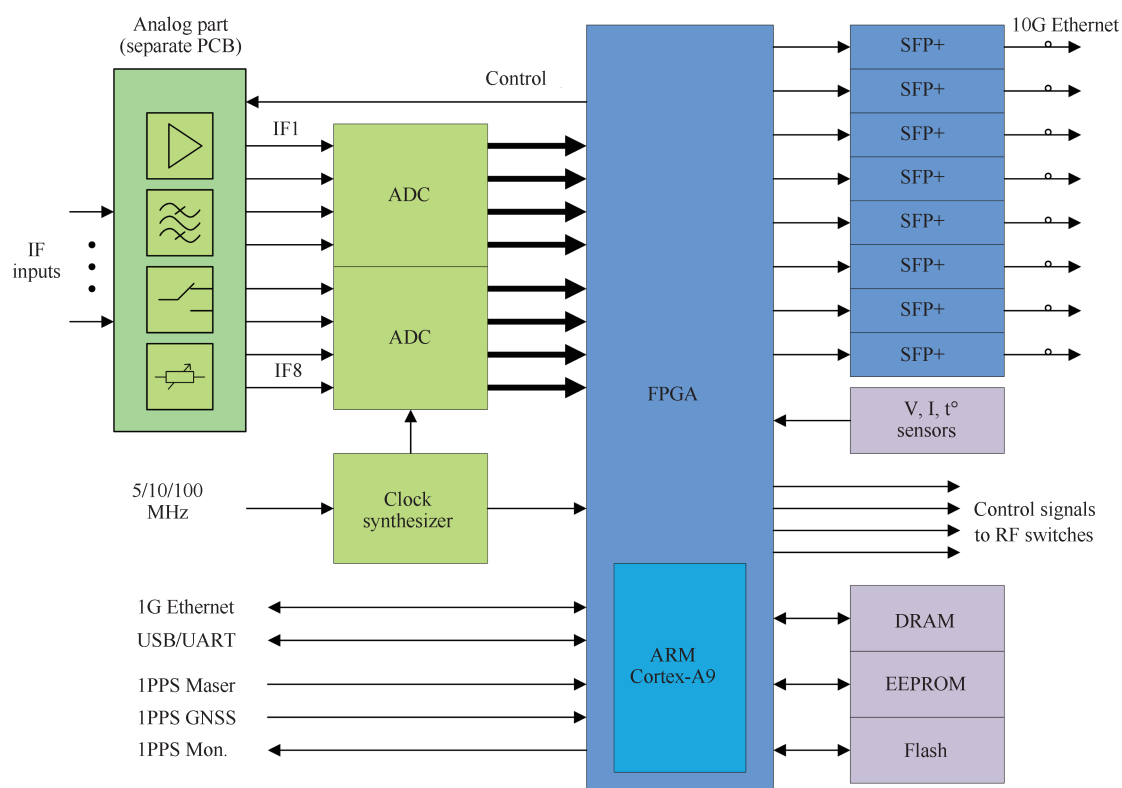 Analog part
(separate PCB)
10G Ethernet
Control
IF1
ADC
IF
inputs
ADC
IF8
FPGA
SFP+
SFP+
SFP+
SFP+
SFP+
SFP+
SFP+
SFP+
V, I, t°
sensors
5/10/100
MHz
Clock
synthesizer
Control signals
to RF switches
1G Ethernet
USB/UART
1PPS Maser
1PPS GNSS
1PPS Mon.
ARM
Cortex-A9
DRAM
EEPROM
Flash